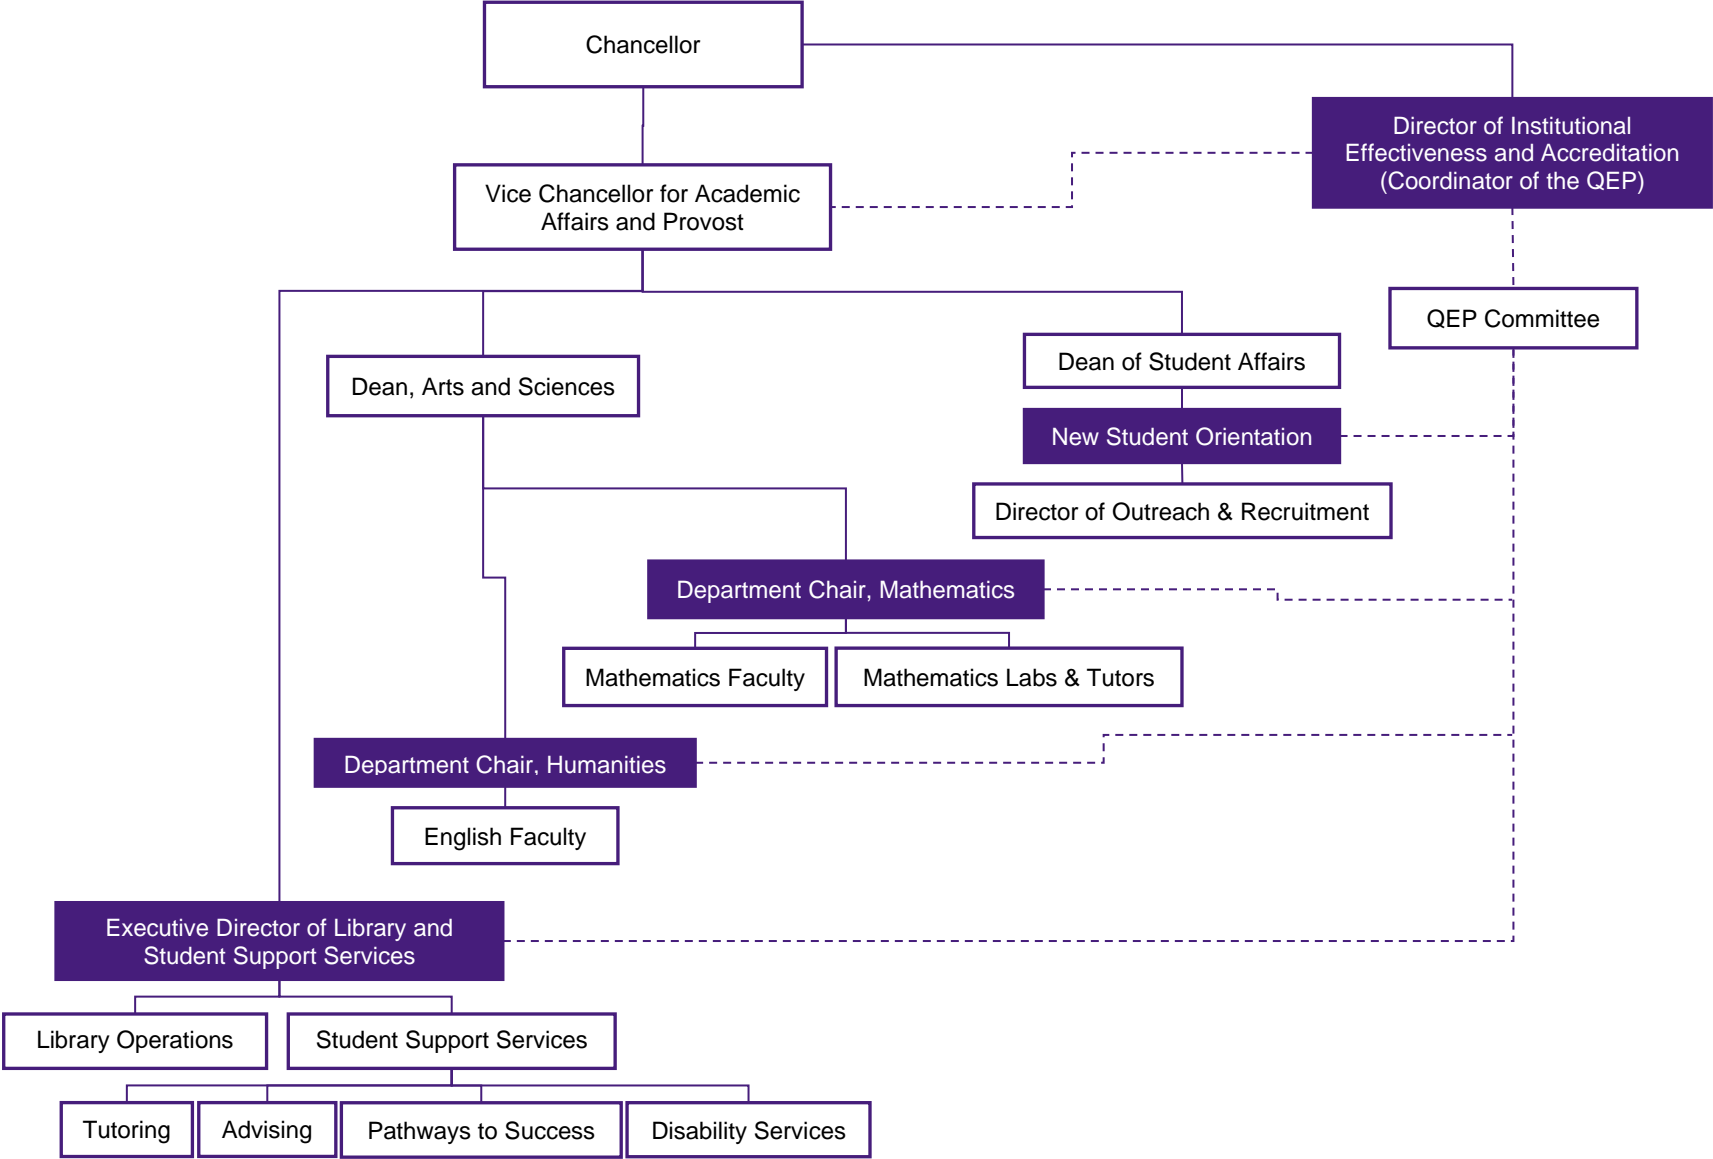 Chancellor
Director of Institutional
Effectiveness and Accreditation
(Coordinator of the QEP)
Vice Chancellor for Academic
Affairs and Provost
QEP Committee
Dean of Student Affairs
Dean, Arts and Sciences
New Student Orientation
Director of Outreach & Recruitment
Department Chair, Mathematics
Mathematics Faculty
Mathematics Labs & Tutors
Department Chair, Humanities
English Faculty
Executive Director of Library and
Student Support Services
Library Operations
Student Support Services
Tutoring
Advising
Pathways to Success
Disability Services